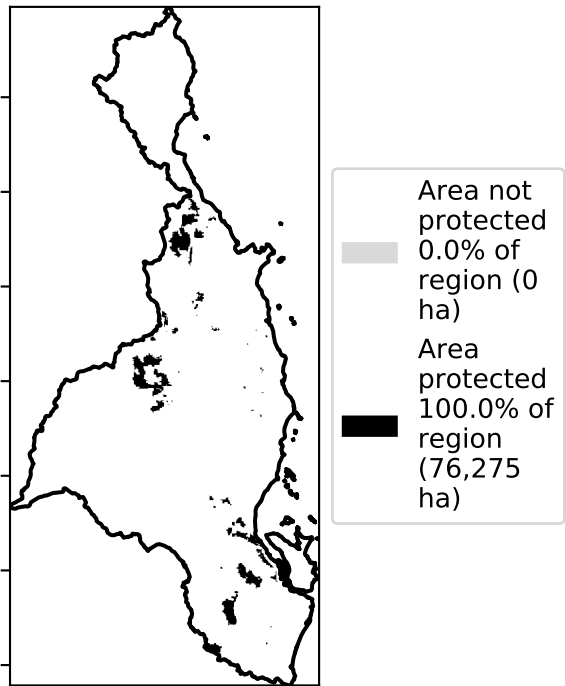 Area not
protected
0.0% of
region (0
ha)
Area
protected
100.0% of
region
(76,275
ha)